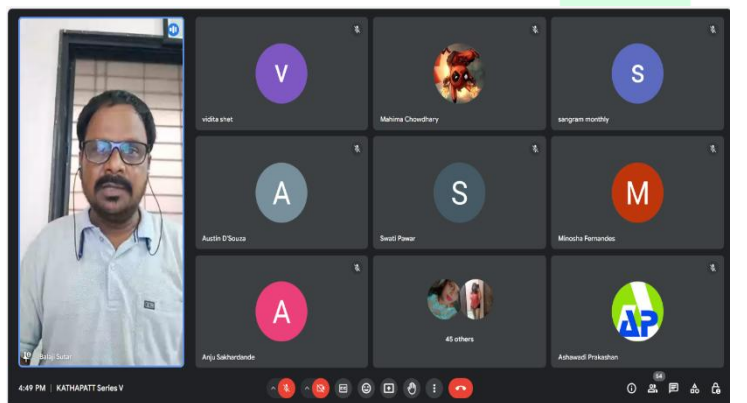 V
vidita shet
Mahima Chowdhary
S
sangram monthly
A
Austin D'Souza
S
Swati Pawar
M
Minosha Fernandes
Balaji Sutar
A
Anju Sakhardande
45 others
AP
Ashawadi Prakashan
4:49 PM | KATHAPATT Series V
54